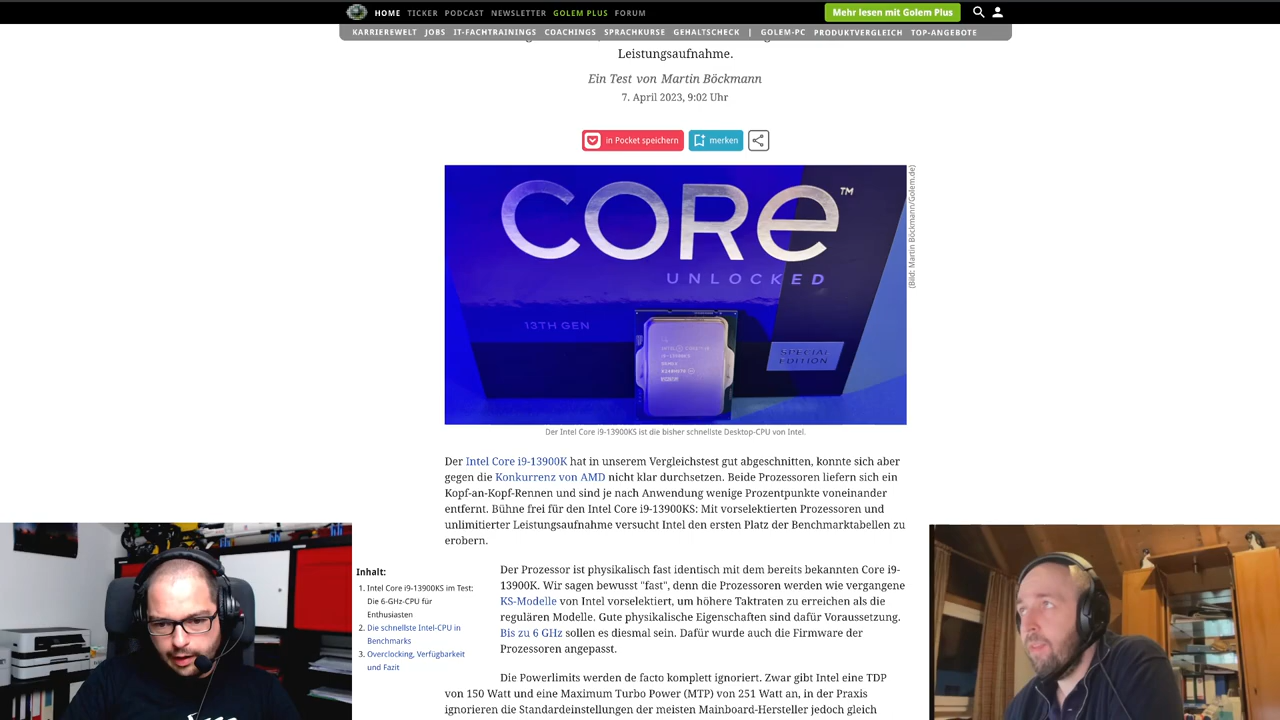 HOME TICKER PODCAST NEWSLETTER GOLEM PLUS FORUM
Mehr lesen mit Golem Plus
KARRIEREWELT JOBS IT-FACHTRAININGS COACHINGS SPRACHKURSE GEHALTSCHECK | GOLEM-PC PRODUKTVERGLEICH TOP-ANGEBOTE
Leistungsaufnahme.
Ein Test von Martin Böckmann
7. April 2023, 9:02 Uhr
in Pocket speichern
merken
CORE™
UNLOCKED
13TH GEN
SPECIAL
EDITION
(Bild: Martin Böckmann/Golem.de)
Der Intel Core i9-13900KS ist die bisher schnellste Desktop-CPU von Intel.
Der Intel Core i9-13900K hat in unserem Vergleichstest gut abgeschnitten, konnte sich aber
gegen die Konkurrenz von AMD nicht klar durchsetzen. Beide Prozessoren liefern sich ein
Kopf-an-Kopf-Rennen und sind je nach Anwendung wenige Prozentpunkte voneinander
entfernt. Bühne frei für den Intel Core i9-13900KS: Mit vorselektierten Prozessoren und
unlimitierter Leistungsaufnahme versucht Intel den ersten Platz der Benchmarktabellen zu
erobern.
Inhalt:
1. Intel Core i9-13900KS im Test:
Die 6-GHz-CPU für
Enthusiasten
2. Die schnellste Intel-CPU in
Benchmarks
3. Overclocking, Verfügbarkeit
und Fazit
Der Prozessor ist physikalisch fast identisch mit dem bereits bekannten Core i9-
13900K. Wir sagen bewusst "fast", denn die Prozessoren werden wie vergangene
KS-Modelle von Intel vorselektiert, um höhere Taktraten zu erreichen als die
regulären Modelle. Gute physikalische Eigenschaften sind dafür Voraussetzung.
Bis zu 6 GHz sollen es diesmal sein. Dafür wurde auch die Firmware der
Prozessoren angepasst.
Die Powerlimits werden de facto komplett ignoriert. Zwar gibt Intel eine TDP
von 150 Watt und eine Maximum Turbo Power (MTP) von 251 Watt an, in der Praxis
ignorieren die Standardeinstellungen der meisten Mainboard-Hersteller jedoch gleich